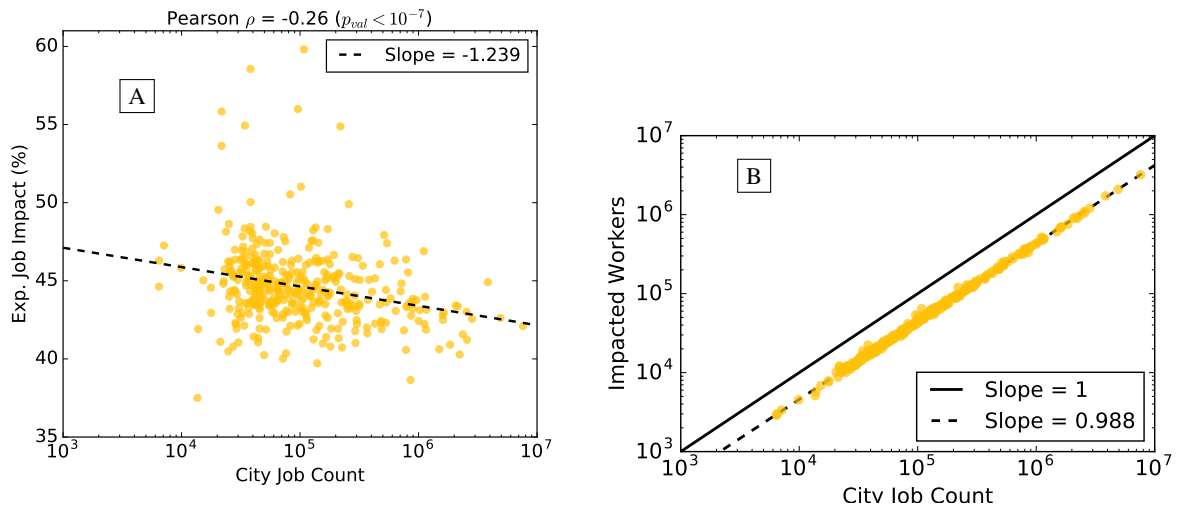 Pearson ρ = -0.26 (p_val < 10^-7)
A
Slope = -1.239
Exp. Job Impact (%)
60
55
50
45
40
35
10^3 10^4 10^5 10^6 10^7
City Job Count
B
Impacted Workers
10^7
10^6
10^5
10^4
10^3
Slope = 1
Slope = 0.988
10^3 10^4 10^5 10^6 10^7
City Job Count